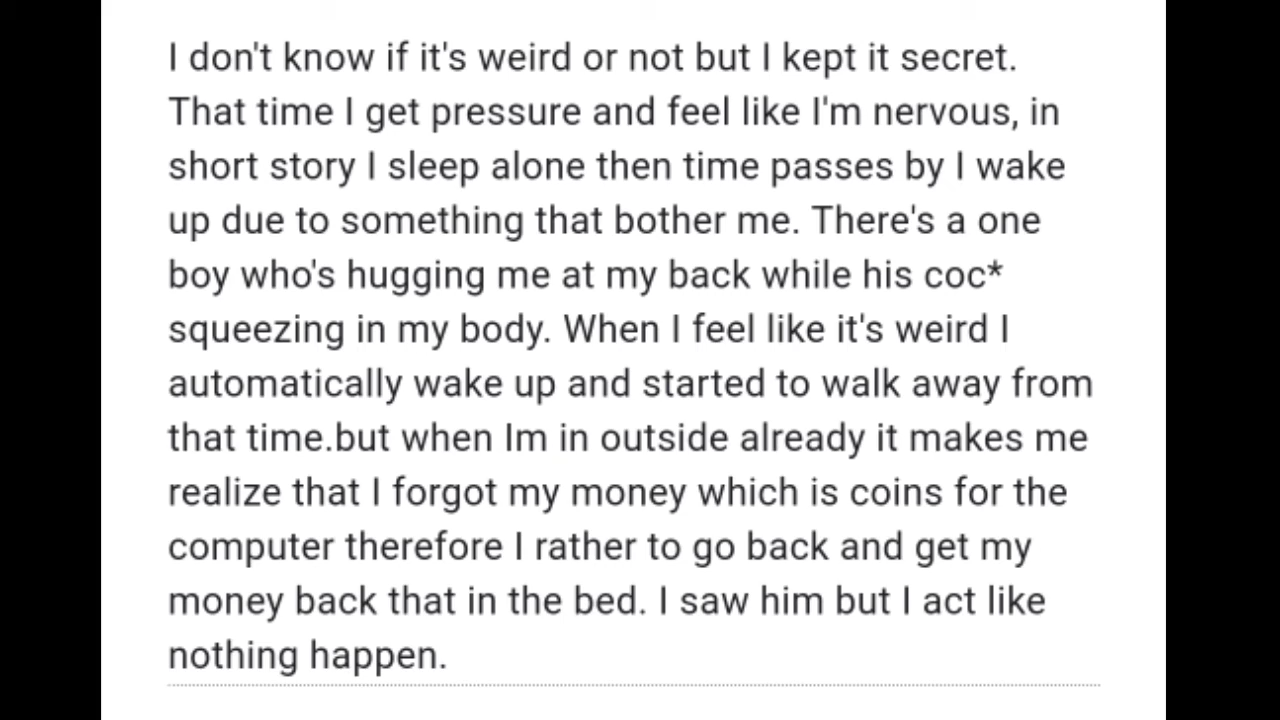 I don't know if it's weird or not but I kept it secret.
That time I get pressure and feel like I'm nervous, in
short story I sleep alone then time passes by I wake
up due to something that bother me. There's a one
boy who's hugging me at my back while his coc*
squeezing in my body. When I feel like it's weird I
automatically wake up and started to walk away from
that time.but when Im in outside already it makes me
realize that I forgot my money which is coins for the
computer therefore I rather to go back and get my
money back that in the bed. I saw him but I act like
nothing happen.